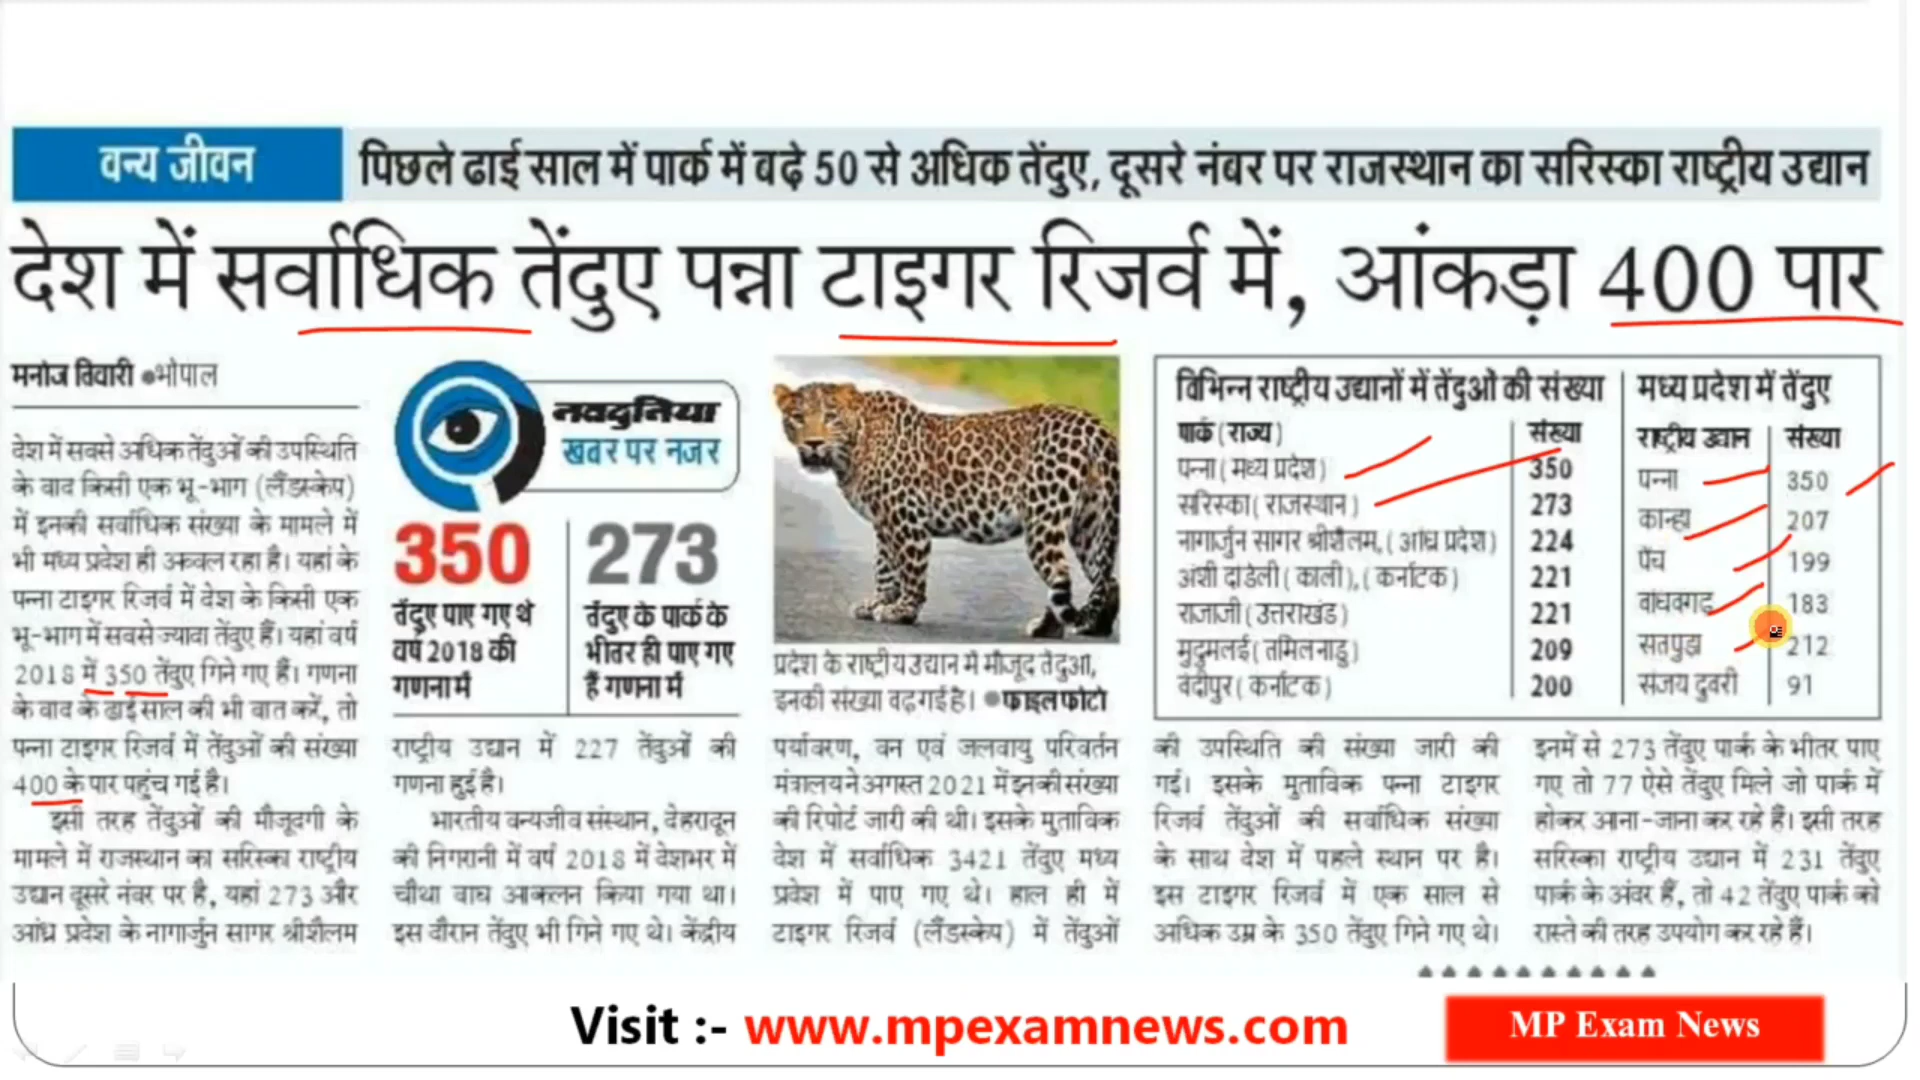 वन्य जीवन
पिछले ढाई साल में पार्क में बढ़े 50 से अधिक तेंदुए, दूसरे नंबर पर राजस्थान का सरिस्का राष्ट्रीय उद्यान
देश में सर्वाधिक तेंदुए पन्ना टाइगर रिजर्व में, आंकड़ा 400 पार
मनोज तिवारी ●भोपाल
देश में सबसे अधिक तेंदुओं की उपस्थिति
के बाद किसी एक भू-भाग (लैंडस्केप)
में इनकी सर्वाधिक संख्या के मामले में
भी मध्य प्रदेश ही अव्वल रहा है। यहां के
पन्ना टाइगर रिजर्व में देश के किसी एक
भू-भाग में सबसे ज्यादा तेंदुए हैं। यहां वर्ष
2018 में 350 तेंदुए गिने गए हैं। गणना
के बाद के ढाई साल की भी बात करें, तो
पन्ना टाइगर रिजर्व में तेंदुओं की संख्या
400 के पार पहुंच गई है।
इसी तरह तेंदुओं की मौजूदगी के
मामले में राजस्थान का सरिस्का राष्ट्रीय
उद्यान दूसरे नंबर पर है, यहां 273 और
आंध्र प्रदेश के नागार्जुन सागर श्रीशैलम
नवदुनिया
खबर पर नजर
350
तेंदुए पाए गए थे
वर्ष 2018 की
गणना में
273
तेंदुए के पार्क के
भीतर ही पाए गए
हैं गणना में
राष्ट्रीय उद्यान में 227 तेंदुओं की
गणना हुई है।
भारतीय वन्यजीव संस्थान, देहरादून
की निगरानी में वर्ष 2018 में देशभर में
चौथा बाघ आकलन किया गया था।
इस दौरान तेंदुए भी गिने गए थे। केंद्रीय
प्रदेश के राष्ट्रीय उद्यान में मौजूद तेंदुआ,
इनकी संख्या बढ़ गई है। ●फाइल फोटो
पर्यावरण, वन एवं जलवायु परिवर्तन
मंत्रालय ने अगस्त 2021 में इनकी संख्या
की रिपोर्ट जारी की थी। इसके मुताबिक
देश में सर्वाधिक 3421 तेंदुए मध्य
प्रदेश में पाए गए थे। हाल ही में
टाइगर रिजर्व (लैंडस्केप) में तेंदुओं
विभिन्न राष्ट्रीय उद्यानों में तेंदुओं की संख्या
पार्क (राज्य) संख्या
पन्ना (मध्य प्रदेश) 350
सरिस्का (राजस्थान) 273
नागार्जुन सागर श्रीशैलम, (आंध्र प्रदेश) 224
अंशी दांडेली (काली), (कर्नाटक) 221
राजाजी (उत्तराखंड) 221
मुदुमलई (तमिलनाडु) 209
बंदीपुर (कर्नाटक) 200
मध्य प्रदेश में तेंदुए
राष्ट्रीय उद्यान संख्या
पन्ना 350
कान्हा 207
पेंच 199
बांधवगढ़ 183
सतपुड़ा 212
संजय दुबरी 91
की उपस्थिति की संख्या जारी की
गई। इसके मुताबिक पन्ना टाइगर
रिजर्व तेंदुओं की सर्वाधिक संख्या
के साथ देश में पहले स्थान पर है।
इस टाइगर रिजर्व में एक साल से
अधिक उम्र के 350 तेंदुए गिने गए थे।
इनमें से 273 तेंदुए पार्क के भीतर पाए
गए तो 77 ऐसे तेंदुए मिले जो पार्क में
होकर आना-जाना कर रहे हैं। इसी तरह
सरिस्का राष्ट्रीय उद्यान में 231 तेंदुए
पार्क के अंदर हैं, तो 42 तेंदुए पार्क को
रास्ते की तरह उपयोग कर रहे हैं।
Visit :- www.mpexamnews.com
MP Exam News